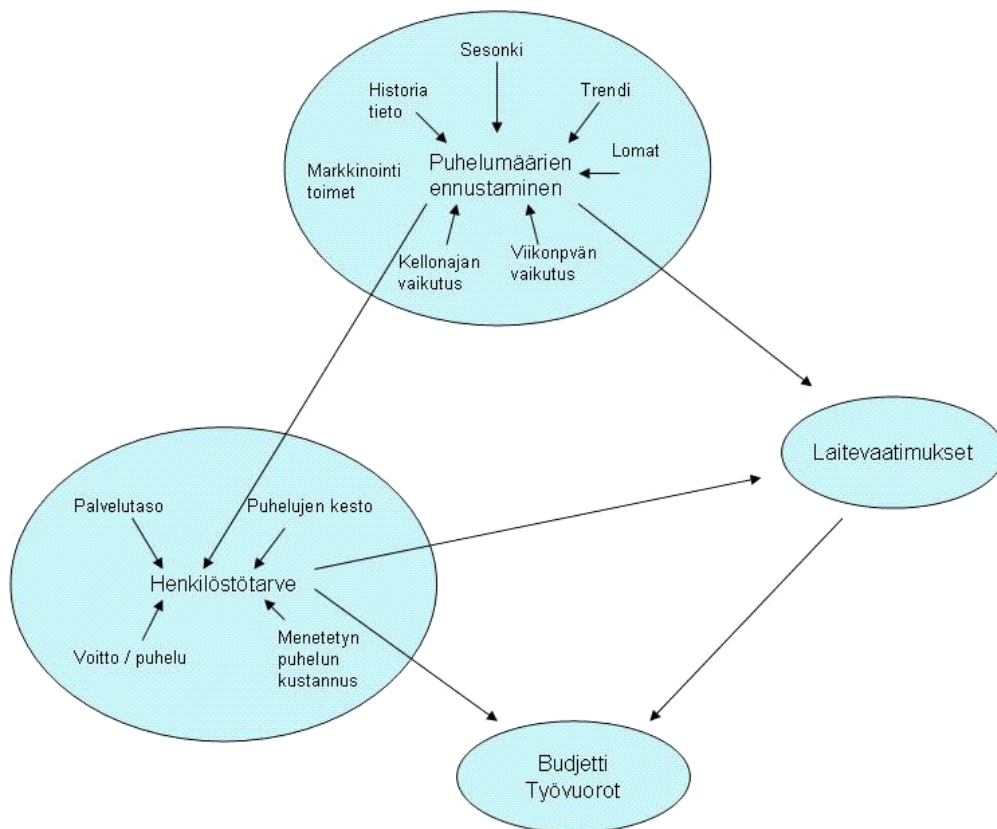 Sesonki
Historia
tieto
Trendi
Lomat
Puhelumäärien
ennustaminen
Markkinointi
toimet
Kellonajan
vaikutus
Viikonpvän
vaikutus
Laitevaatimukset
Palvelutaso
Puhelujen kesto
Henkilöstötarve
Voitto / puhelu
Menetetyn
puhelun
kustannus
Budjetti
Työvuorot